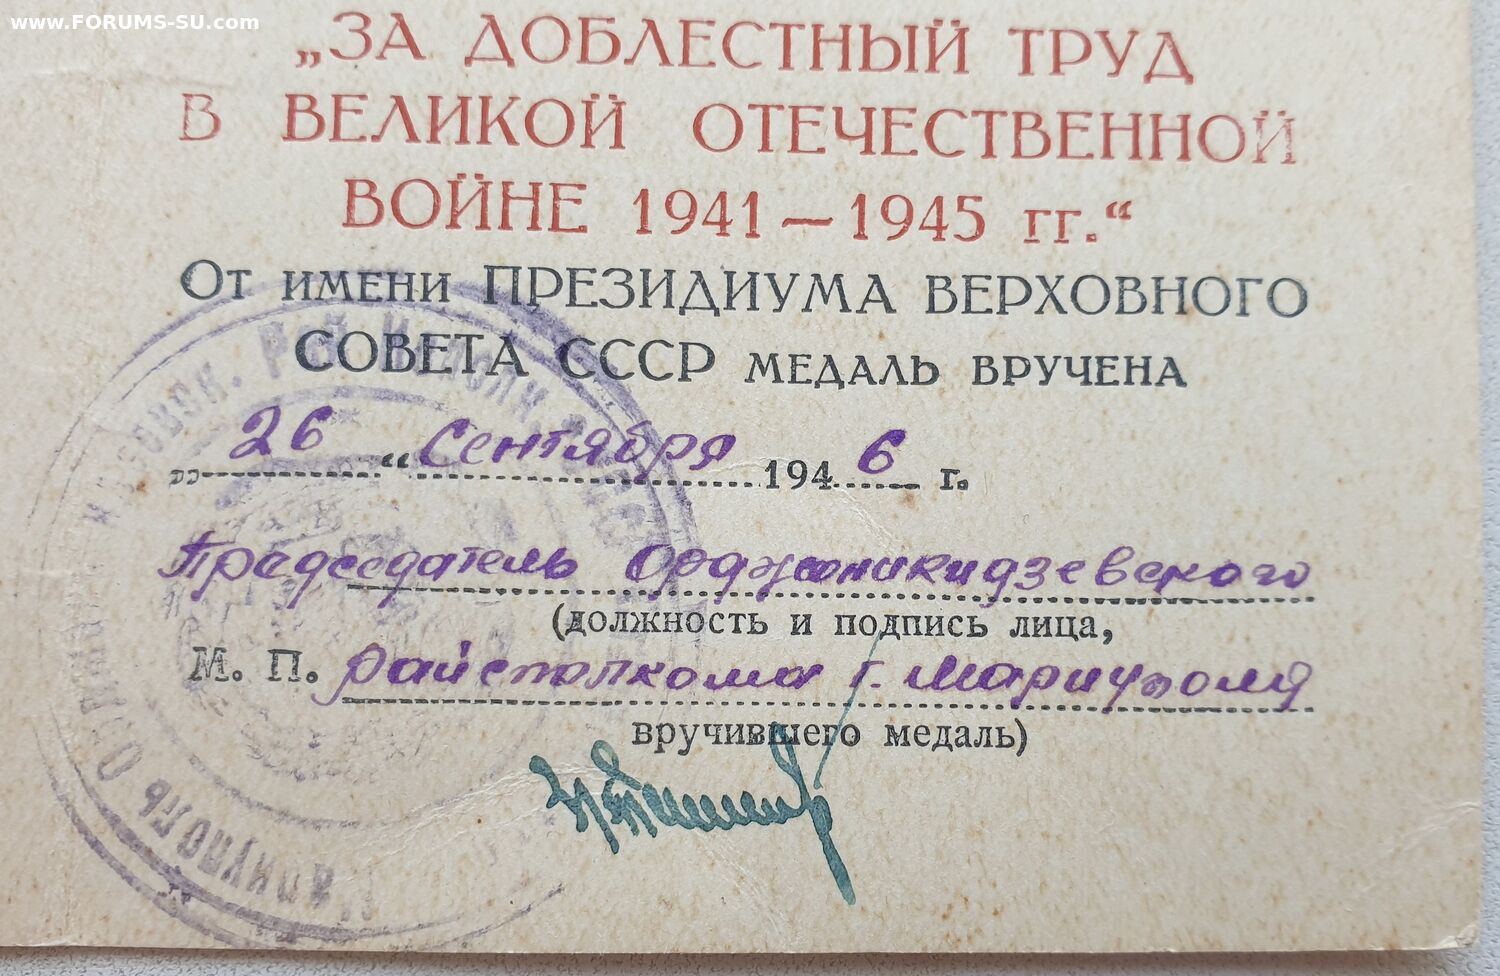 www.FORUMS-SU.com
„ЗА ДОБЛЕСТНЫЙ ТРУД
В ВЕЛИКОЙ ОТЕЧЕСТВЕННОЙ
ВОЙНЕ 1941—1945 гг.“
От имени ПРЕЗИДИУМА ВЕРХОВНОГО
СОВЕТА СССР МЕДАЛЬ ВРУЧЕНА
„ 26 “ Сентября 1946 г.
Председатель Орджоникидзевского
(должность и подпись лица,
М. П. райисполкома г. Мариуполя
вручившего медаль)